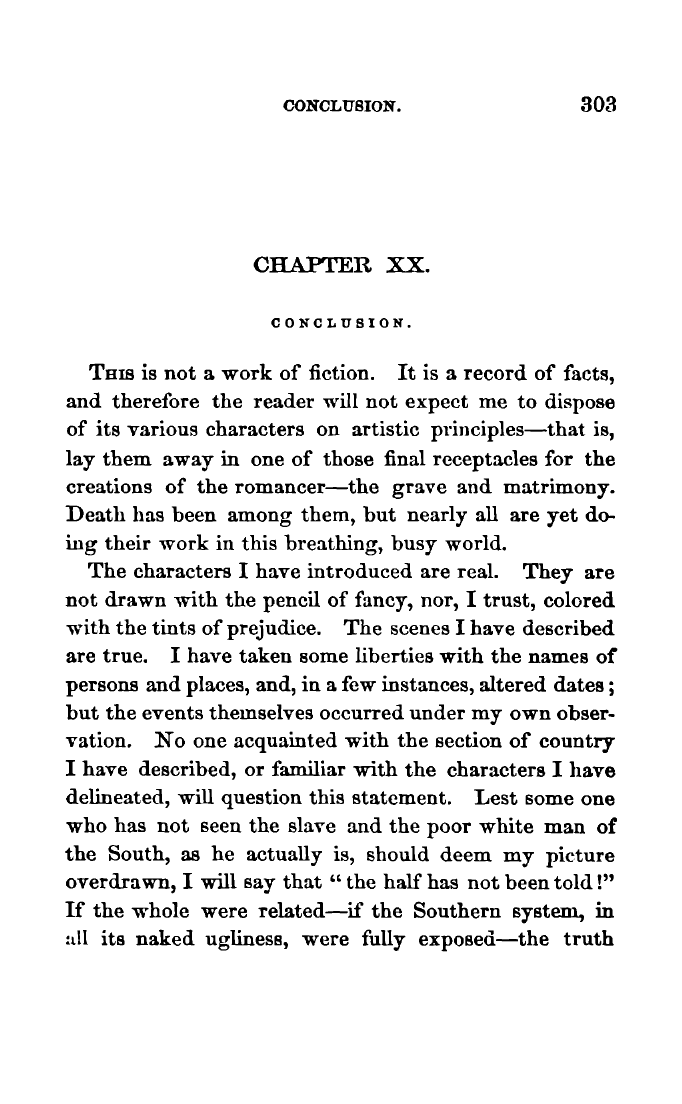 CONCLUSION. 303
CHAPTER XX.
CONCLUSION.
THIS is not a work of fiction. It is a record of facts,
and therefore the reader will not expect me to dispose
of its various characters on artistic principles—that is,
lay them away in one of those final receptacles for the
creations of the romancer—the grave and matrimony.
Death has been among them, but nearly all are yet do-
ing their work in this breathing, busy world.
The characters I have introduced are real. They are
not drawn with the pencil of fancy, nor, I trust, colored
with the tints of prejudice. The scenes I have described
are true. I have taken some liberties with the names of
persons and places, and, in a few instances, altered dates;
but the events themselves occurred under my own obser-
vation. No one acquainted with the section of country
I have described, or familiar with the characters I have
delineated, will question this statement. Lest some one
who has not seen the slave and the poor white man of
the South, as he actually is, should deem my picture
overdrawn, I will say that "the half has not been told!"
If the whole were related—if the Southern system, in
all its naked ugliness, were fully exposed—the truth